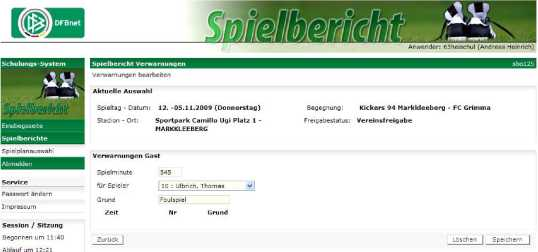 DFBnet
Spielbericht
Anwender: 63heischul (Andreas Heinrich)
Schulungs-System
Spielbericht
Einstiegsseite
Spielberichte
Spielplanauswahl
Abmelden
Service
Passwort ändern
Impressum
Session / Sitzung
Begonnen um 11:40
Ablauf um 12:21
Spielbericht Verwarnungen
sbo125
Verwarnungen bearbeiten
Aktuelle Auswahl
Spieltag - Datum: 12. -05.11.2009 (Donnerstag) Begegnung: Kickers 94 Markkleeberg - FC Grimma
Stadion - Ort: Sportpark Camillo Ugi Platz 1 - Freigabestatus: Vereinsfreigabe
MARKKLEEBERG
Verwarnungen Gast
Spielminute 545
für Spieler 10 : Ulbrich, Thomas
Grund Foulspiel
Zeit Nr Grund
Zurück Löschen Speichern